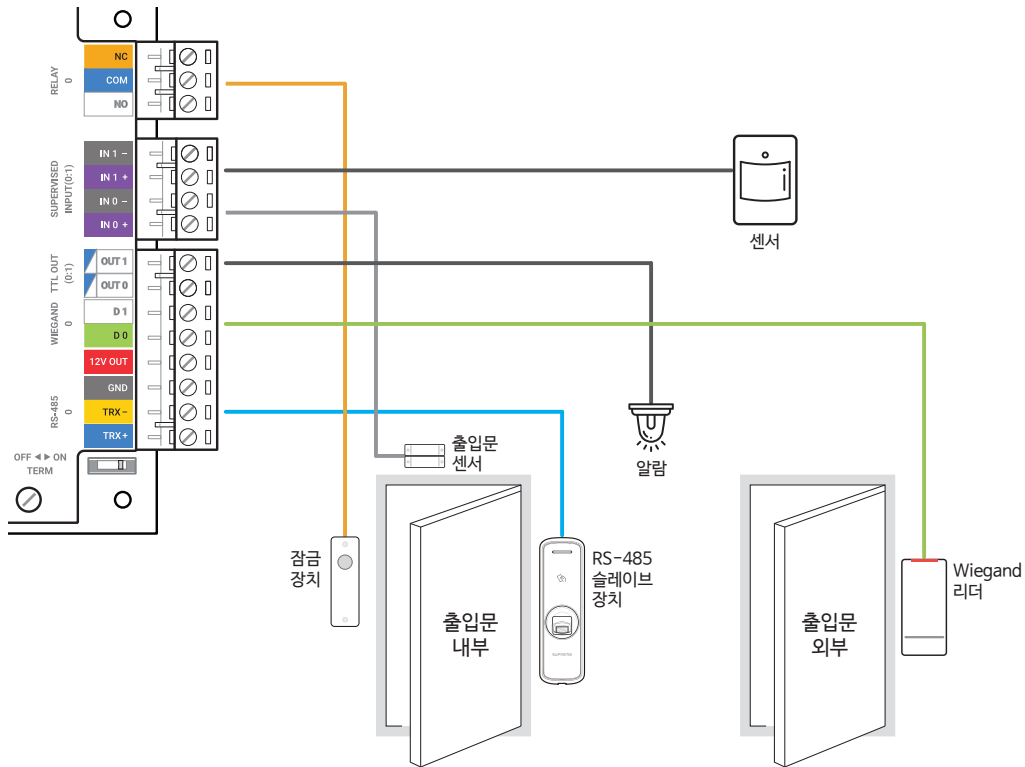 RELAY
0
NC
COM
NO
SUPERVISED
INPUT(0:1)
IN 1 -
IN 1 +
IN 0 -
IN 0 +
TTL OUT
(0:1)
OUT 1
OUT 0
WIEGAND
0
D 1
D 0
12V OUT
GND
RS-485
0
TRX -
TRX +
OFF ◄ ► ON
TERM
센서
알람
출입문
센서
잠금
장치
출입문
내부
RS-485
슬레이브
장치
suprema
출입문
외부
Wiegand
리더